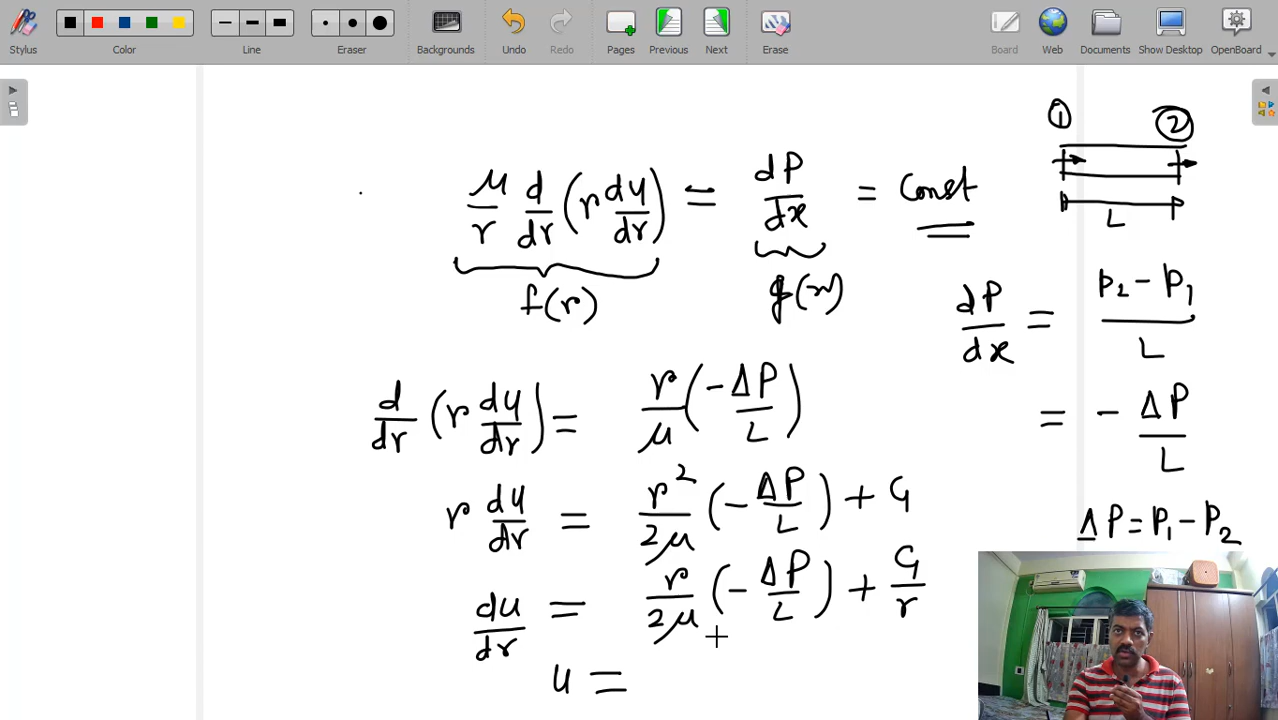 Stylus Color Line Eraser Backgrounds Undo Redo Pages Previous Next Erase Board Web Documents Show Desktop OpenBoard
① ②
L
μ/r d/dr (r du/dr) = dP/dx = Const
f(r) g(x)
dP/dx = (P2 - P1)/L
d/dr (r du/dr) = r/μ (-ΔP/L)
= - ΔP/L
r du/dr = r²/2μ (-ΔP/L) + C1
ΔP = P1 - P2
du/dr = r/2μ (-ΔP/L) + C1/r
u =